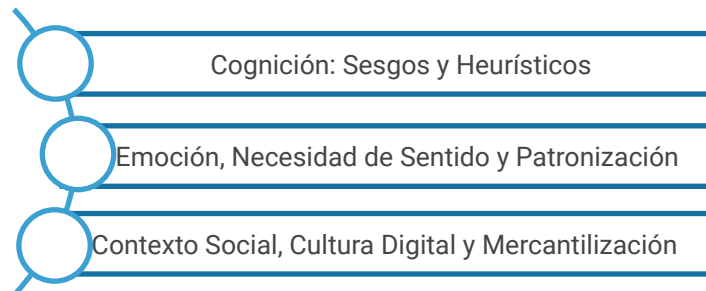 Cognición: Sesgos y Heurísticos
Emoción, Necesidad de Sentido y Patronización
Contexto Social, Cultura Digital y Mercantilización